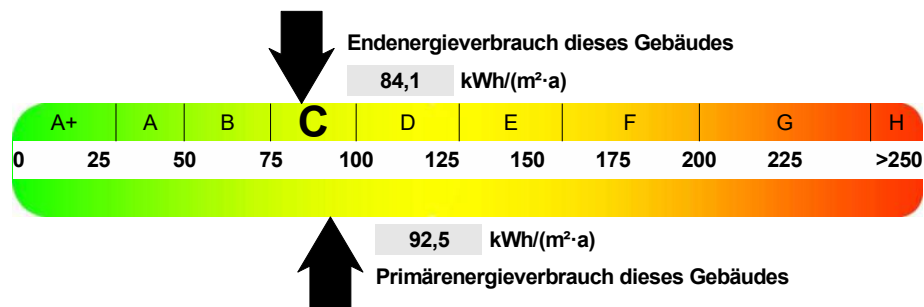 Endenergieverbrauch dieses Gebäudes
84,1 kWh/(m²·a)
A+ A B C D E F G H
0 25 50 75 100 125 150 175 200 225 >250
92,5 kWh/(m²·a)
Primärenergieverbrauch dieses Gebäudes